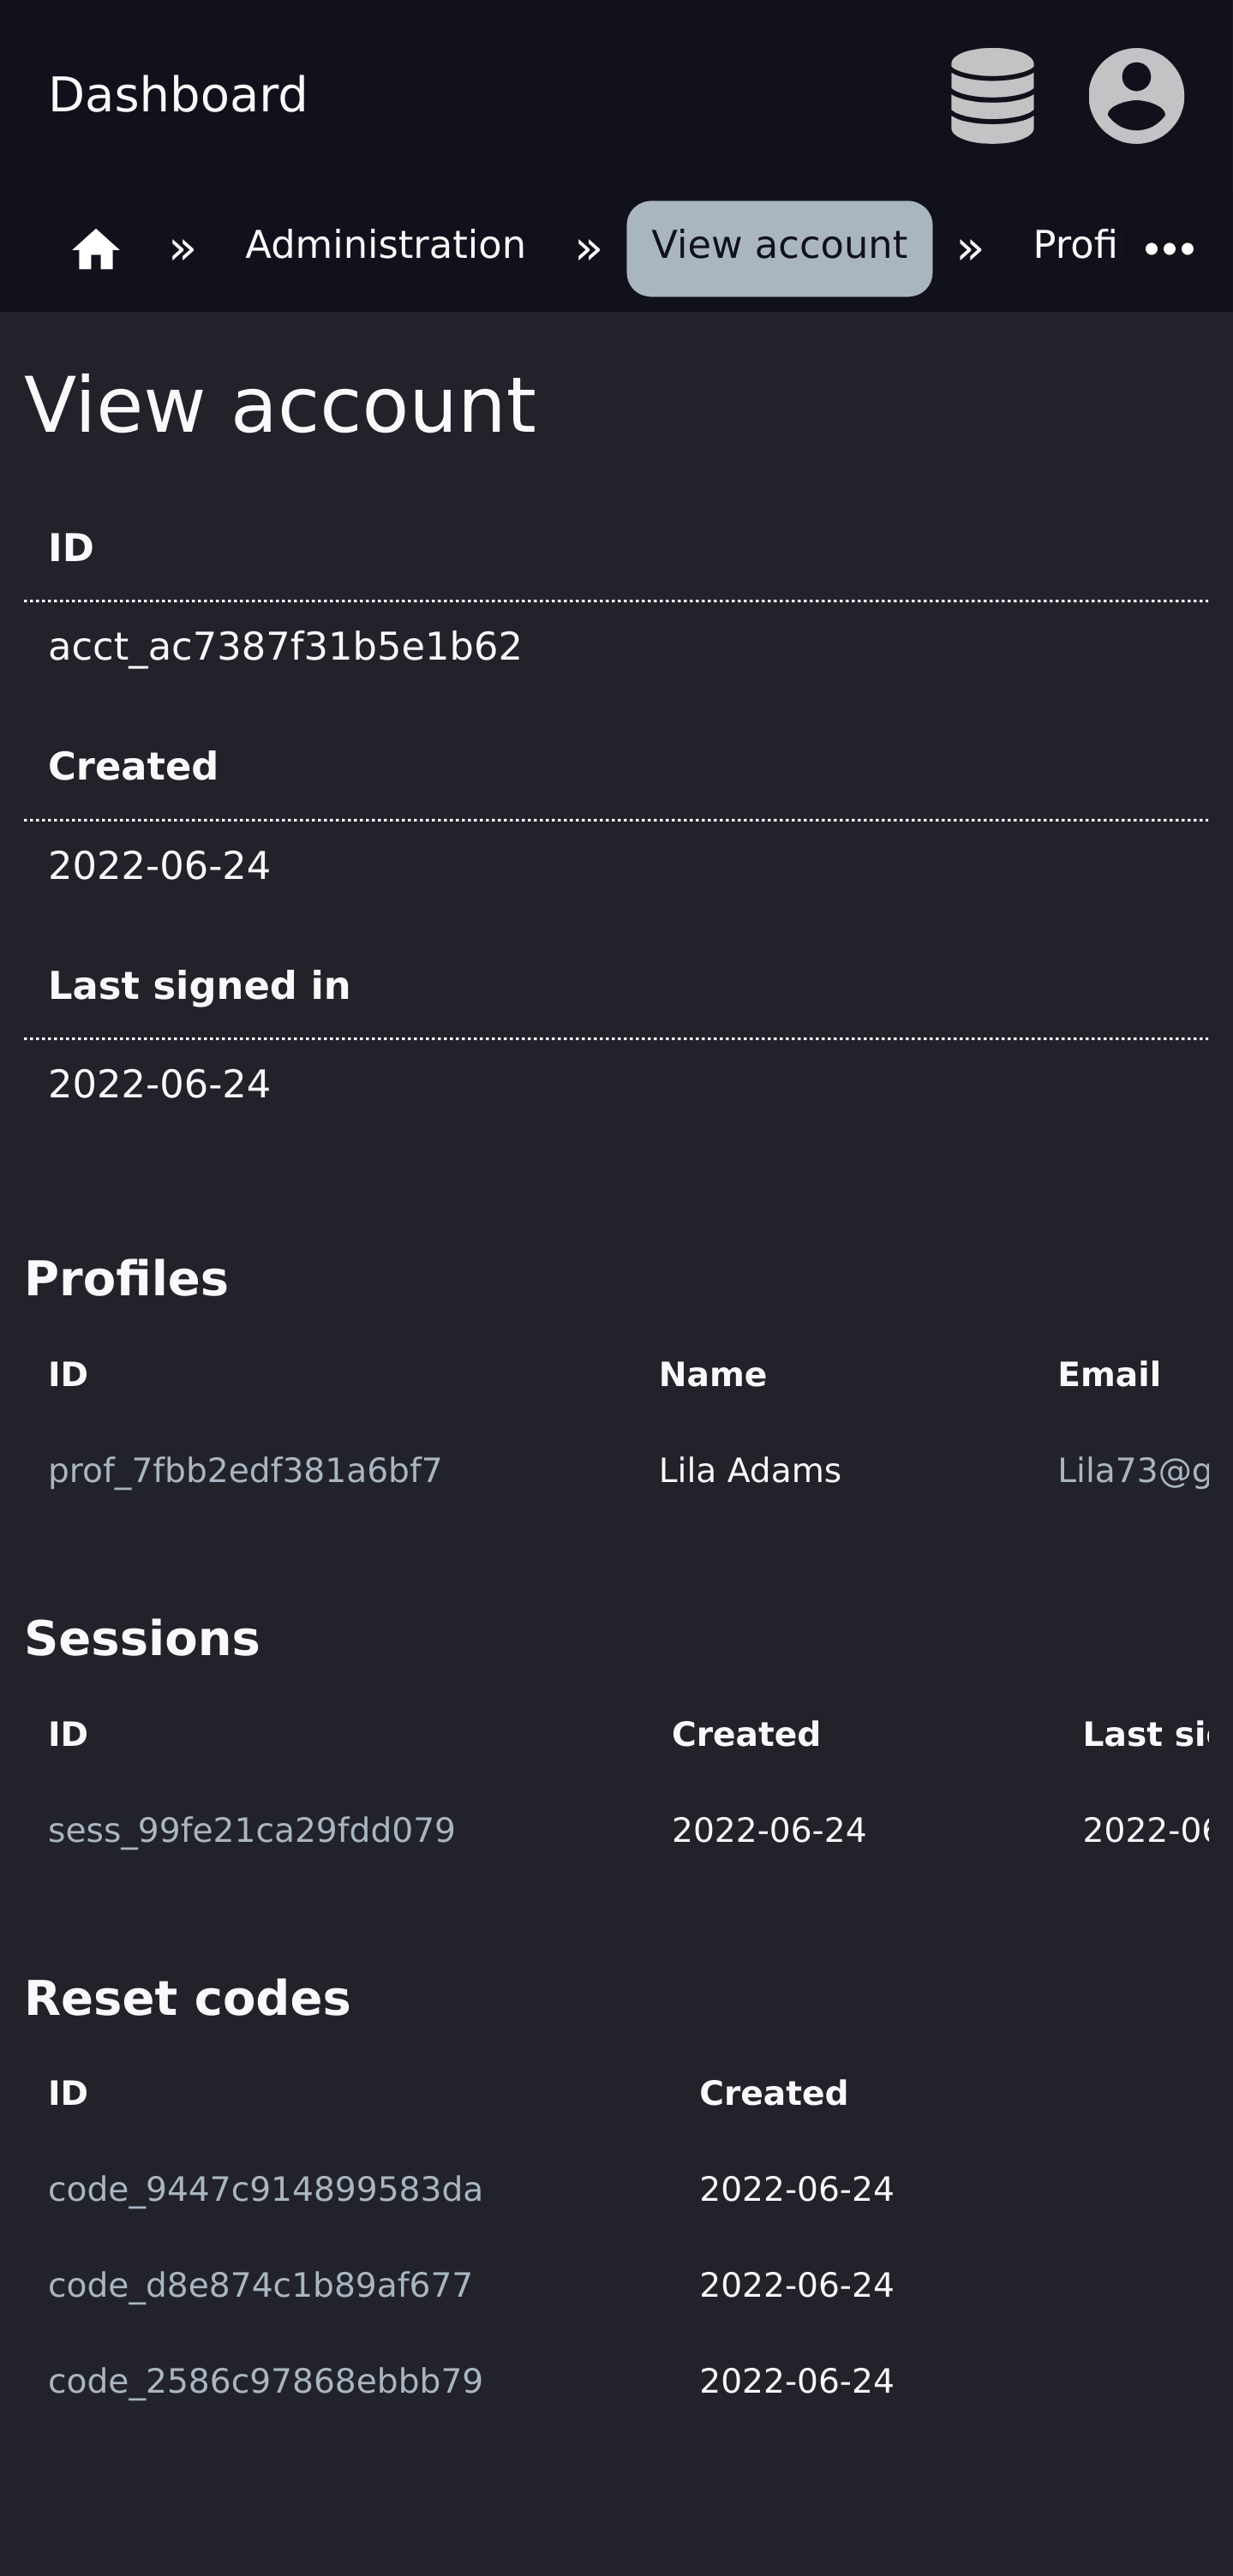 Dashboard
» Administration » View account » Profi •••
View account
ID
acct_ac7387f31b5e1b62
Created
2022-06-24
Last signed in
2022-06-24
Profiles
ID Name Email
prof_7fbb2edf381a6bf7 Lila Adams Lila73@g
Sessions
ID Created Last si
sess_99fe21ca29fdd079 2022-06-24 2022-06
Reset codes
ID Created
code_9447c914899583da 2022-06-24
code_d8e874c1b89af677 2022-06-24
code_2586c97868ebbb79 2022-06-24